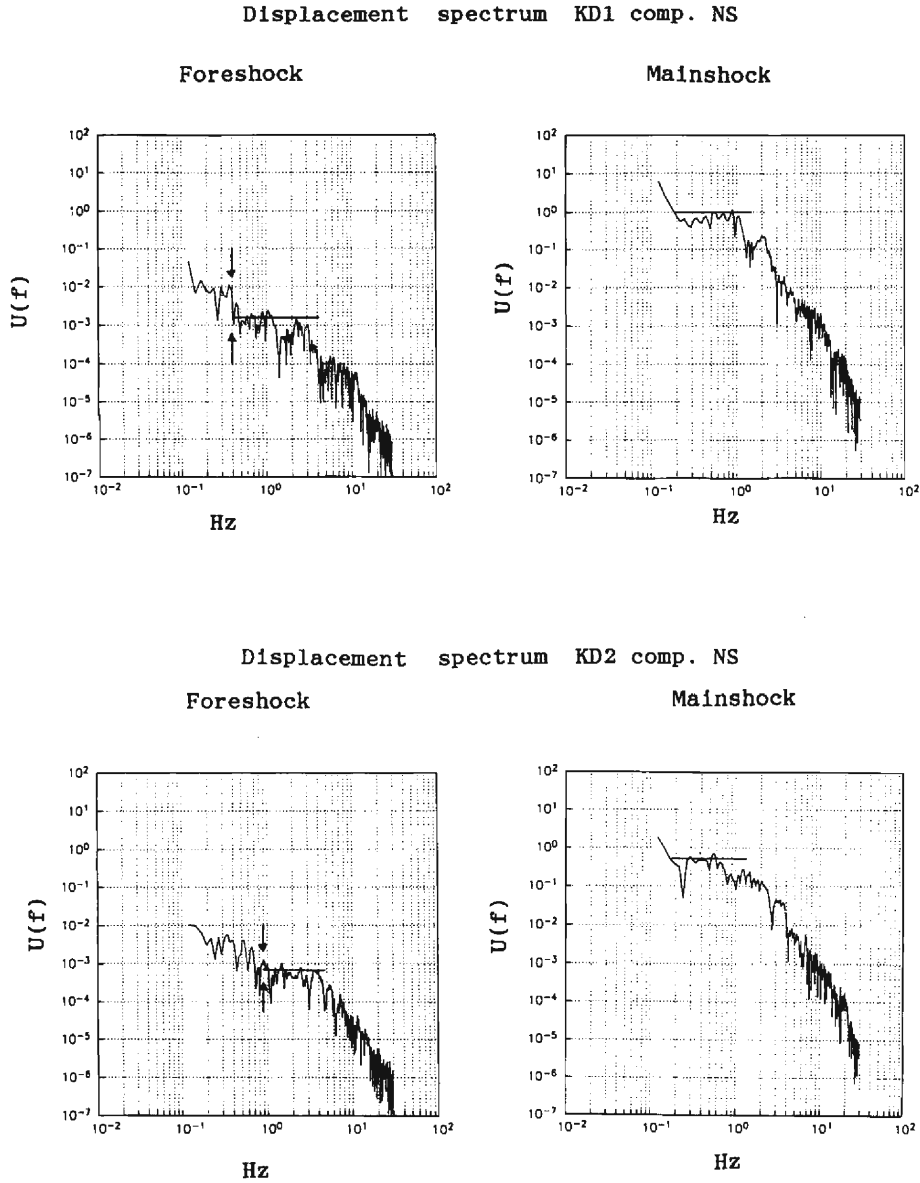 Displacement spectrum KD1 comp. NS
Foreshock Mainshock
10² 10²
10¹ 10¹
10⁰ 10⁰
10⁻¹ 10⁻¹
10⁻² 10⁻²
10⁻³ 10⁻³
10⁻⁴ 10⁻⁴
10⁻⁵ 10⁻⁵
10⁻⁶ 10⁻⁶
10⁻⁷ 10⁻⁷
U(f) U(f)
10⁻² 10⁻¹ 10⁰ 10¹ 10² 10⁻² 10⁻¹ 10⁰ 10¹ 10²
Hz Hz
Displacement spectrum KD2 comp. NS
Foreshock Mainshock
10² 10²
10¹ 10¹
10⁰ 10⁰
10⁻¹ 10⁻¹
10⁻² 10⁻²
10⁻³ 10⁻³
10⁻⁴ 10⁻⁴
10⁻⁵ 10⁻⁵
10⁻⁶ 10⁻⁶
10⁻⁷ 10⁻⁷
U(f) U(f)
10⁻² 10⁻¹ 10⁰ 10¹ 10² 10⁻² 10⁻¹ 10⁰ 10¹ 10²
Hz Hz